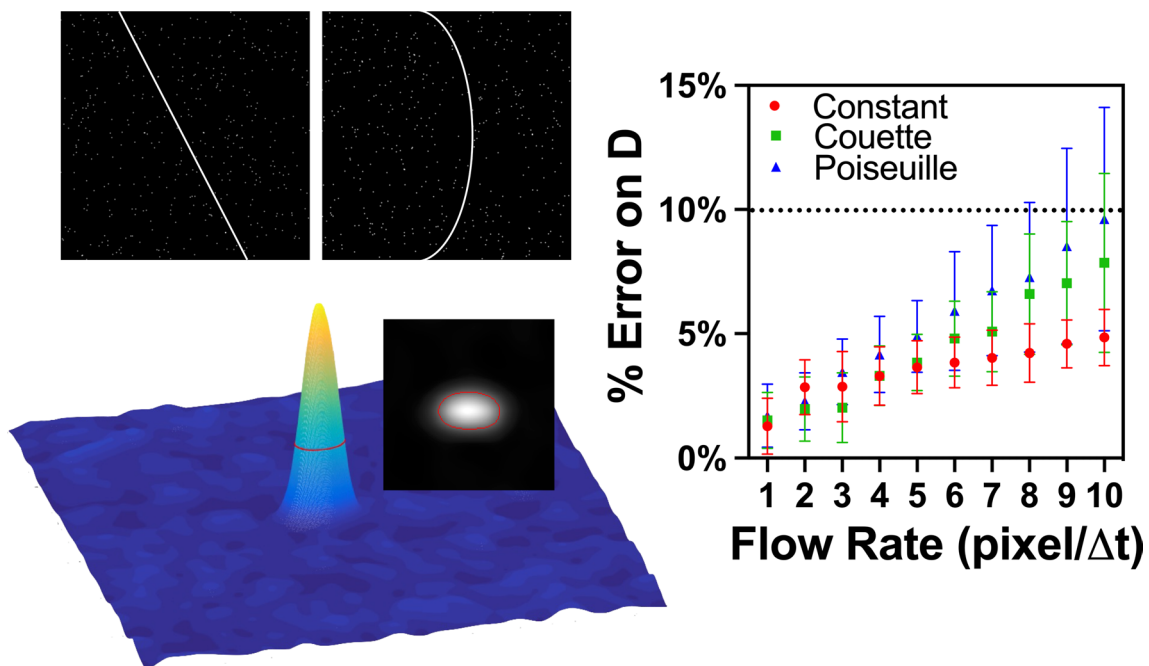 15%
10%
5%
0%
% Error on D
Constant
Couette
Poiseuille
1 2 3 4 5 6 7 8 9 10
Flow Rate (pixel/Δt)